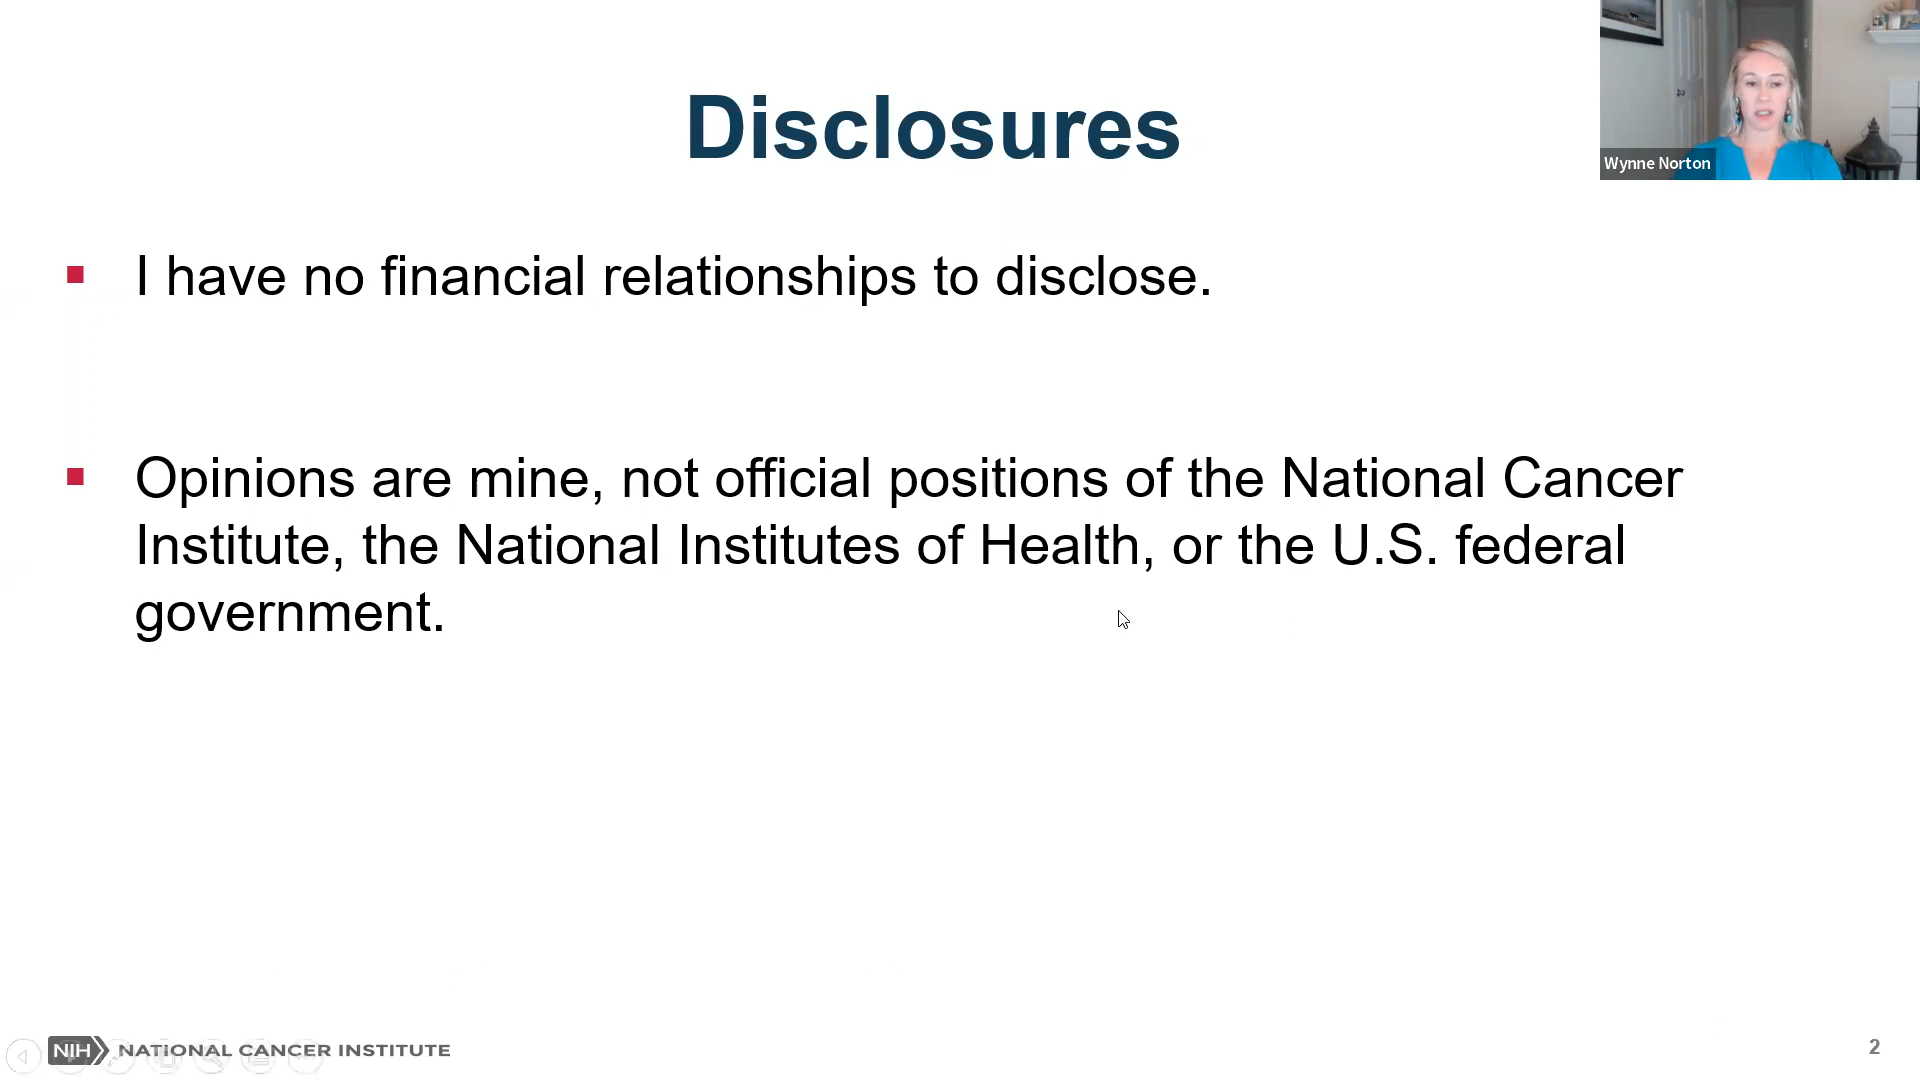 Disclosures
Wynne Norton
I have no financial relationships to disclose.
Opinions are mine, not official positions of the National Cancer
Institute, the National Institutes of Health, or the U.S. federal
government.
NIH NATIONAL CANCER INSTITUTE
2